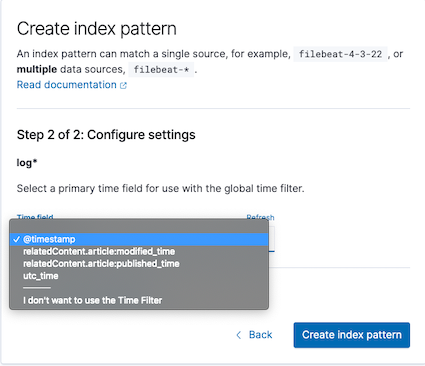 Create index pattern
An index pattern can match a single source, for example, filebeat-4-3-22 , or
multiple data sources, filebeat-* .
Read documentation
Step 2 of 2: Configure settings
log*
Select a primary time field for use with the global time filter.
Time field Refresh
✓ @timestamp
relatedContent.article:modified_time
relatedContent.article:published_time
utc_time
———
I don't want to use the Time Filter
< Back Create index pattern